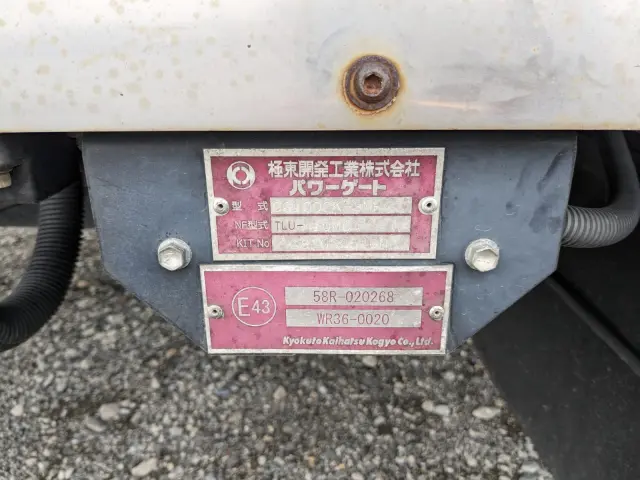 極東開発工業株式会社
パワーゲート
型式
NF型式 TLU-
KIT No
E43
58R-020268
WR36-0020
Kyokuto Kaihatsu Kogyo Co., Ltd.